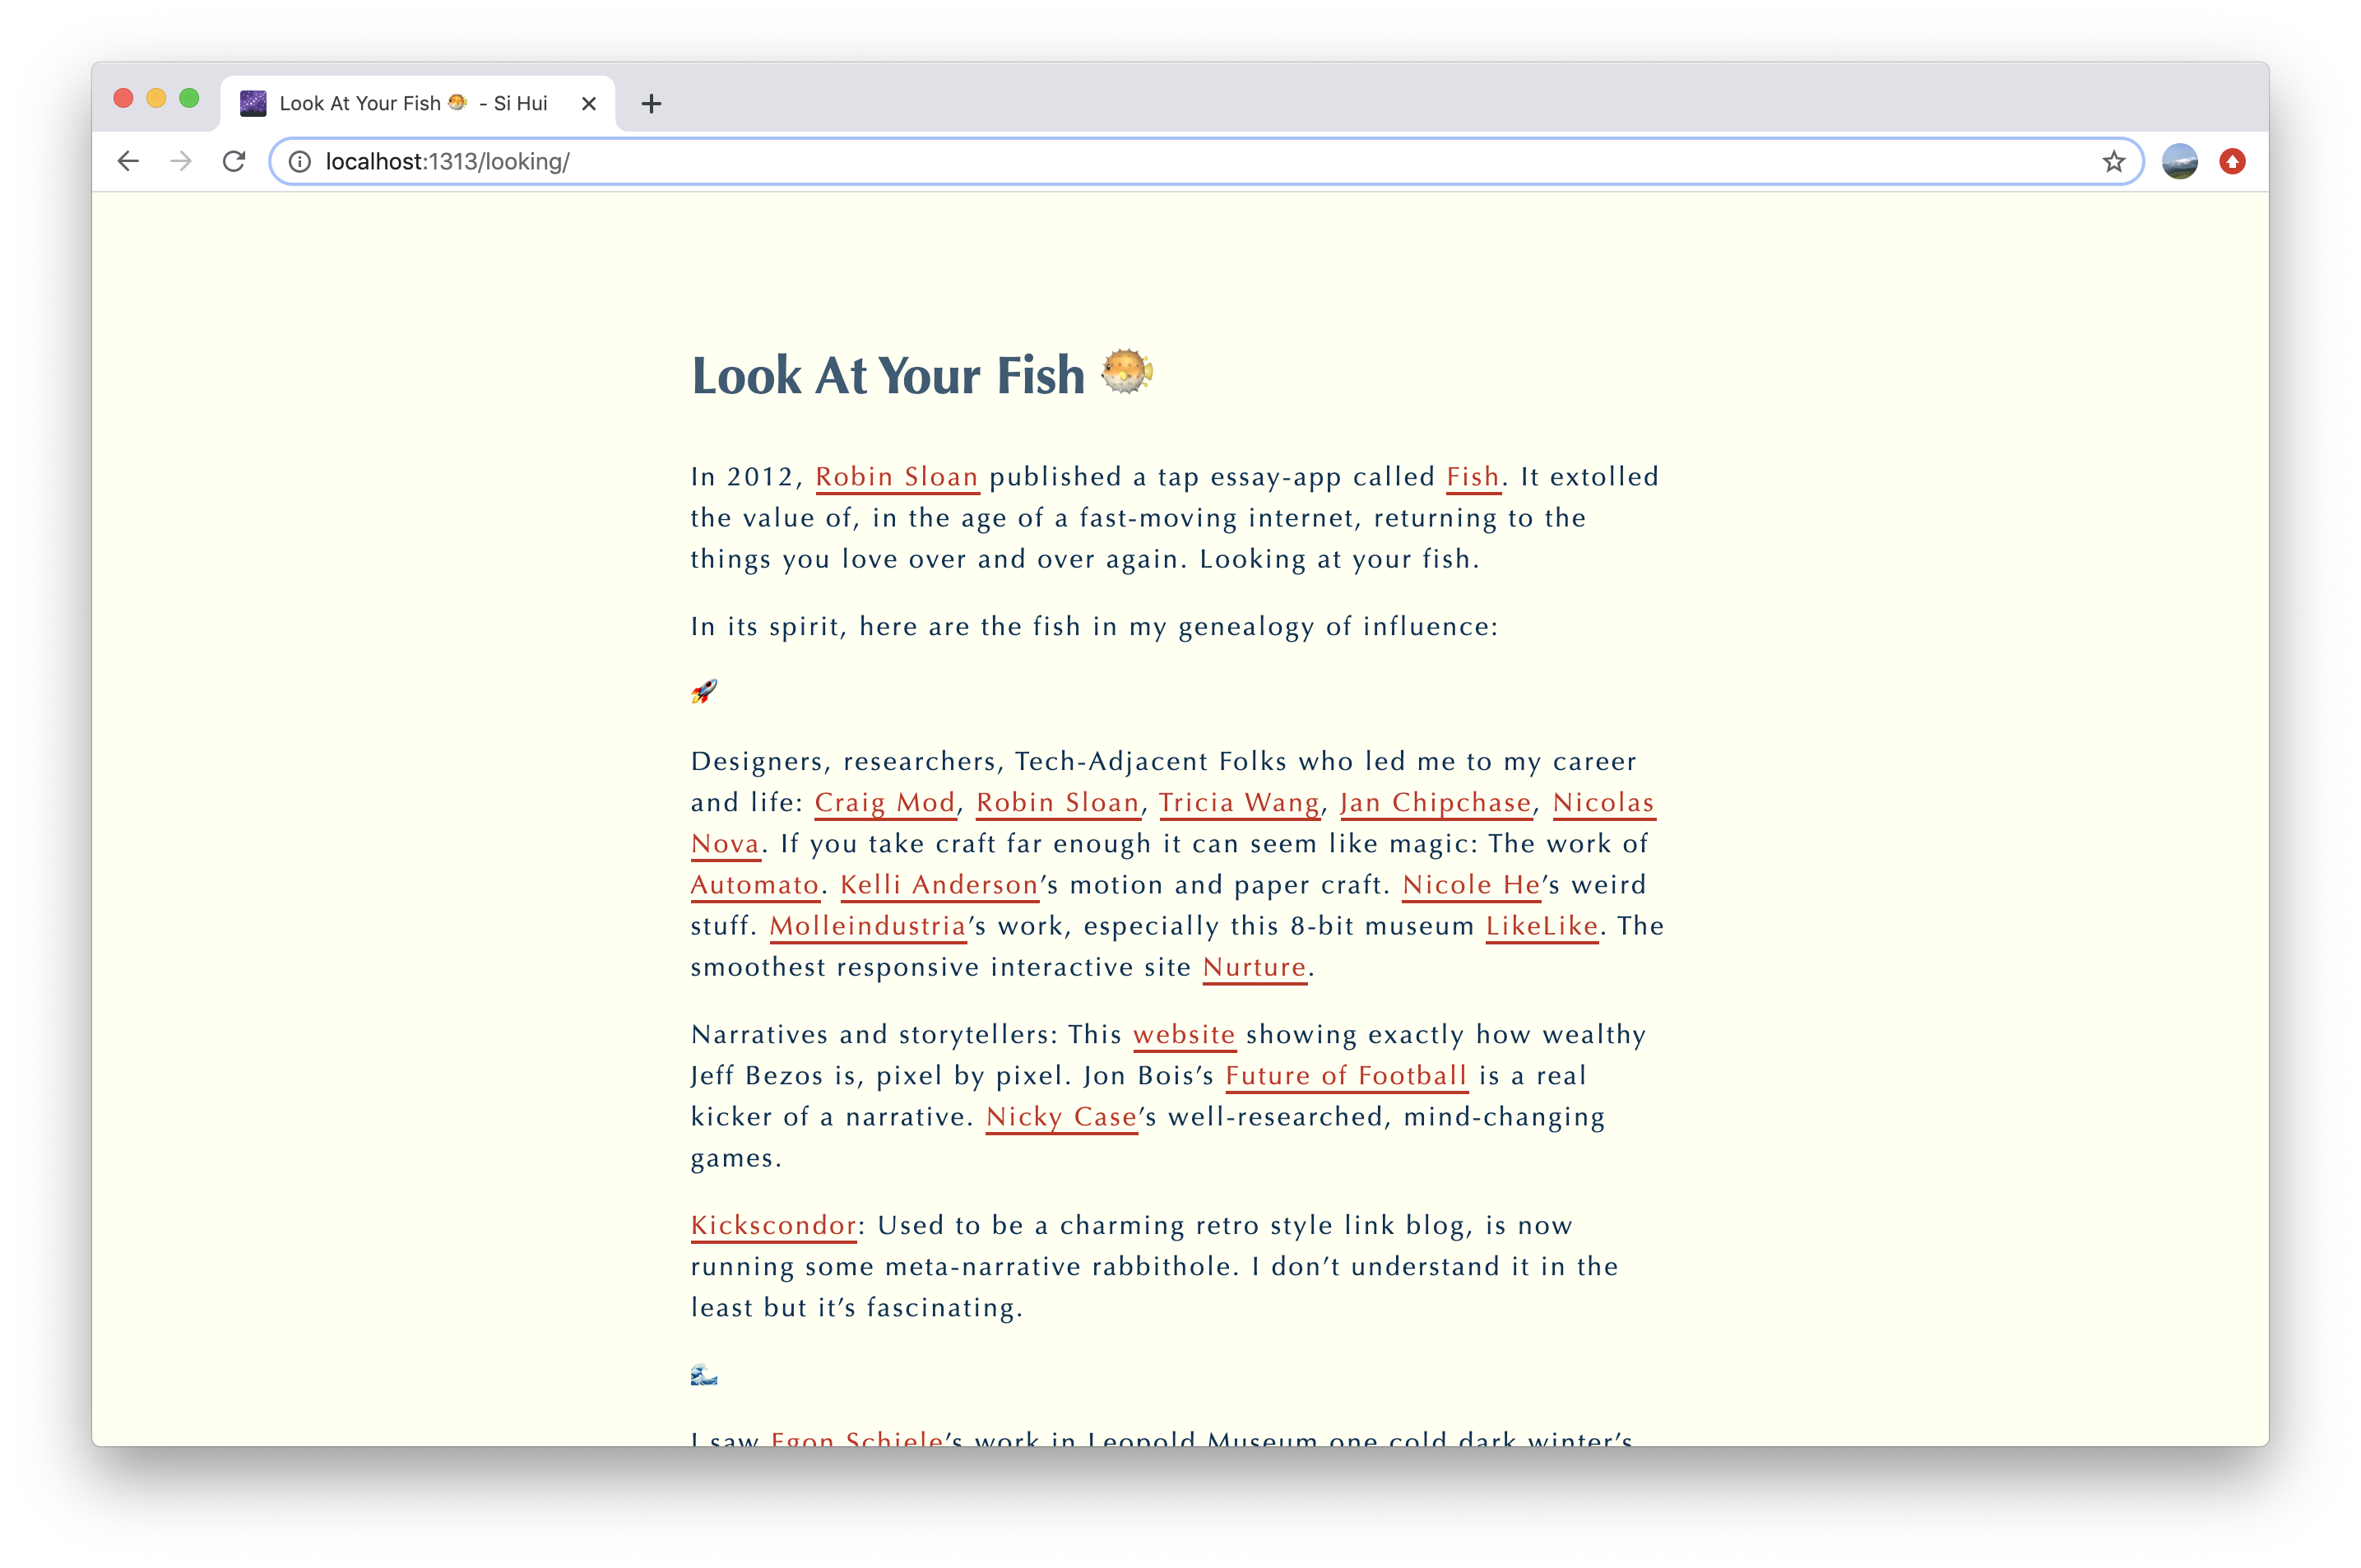 Look At Your Fish 🐡 - Si Hui
localhost:1313/looking/
Look At Your Fish 🐡
In 2012, Robin Sloan published a tap essay-app called Fish. It extolled
the value of, in the age of a fast-moving internet, returning to the
things you love over and over again. Looking at your fish.
In its spirit, here are the fish in my genealogy of influence:
🚀
Designers, researchers, Tech-Adjacent Folks who led me to my career
and life: Craig Mod, Robin Sloan, Tricia Wang, Jan Chipchase, Nicolas
Nova. If you take craft far enough it can seem like magic: The work of
Automato. Kelli Anderson’s motion and paper craft. Nicole He’s weird
stuff. Molleindustria’s work, especially this 8-bit museum LikeLike. The
smoothest responsive interactive site Nurture.
Narratives and storytellers: This website showing exactly how wealthy
Jeff Bezos is, pixel by pixel. Jon Bois’s Future of Football is a real
kicker of a narrative. Nicky Case’s well-researched, mind-changing
games.
Kickscondor: Used to be a charming retro style link blog, is now
running some meta-narrative rabbithole. I don’t understand it in the
least but it’s fascinating.
🌊
I saw Egon Schiele’s work in Leopold Museum one cold dark winter’s